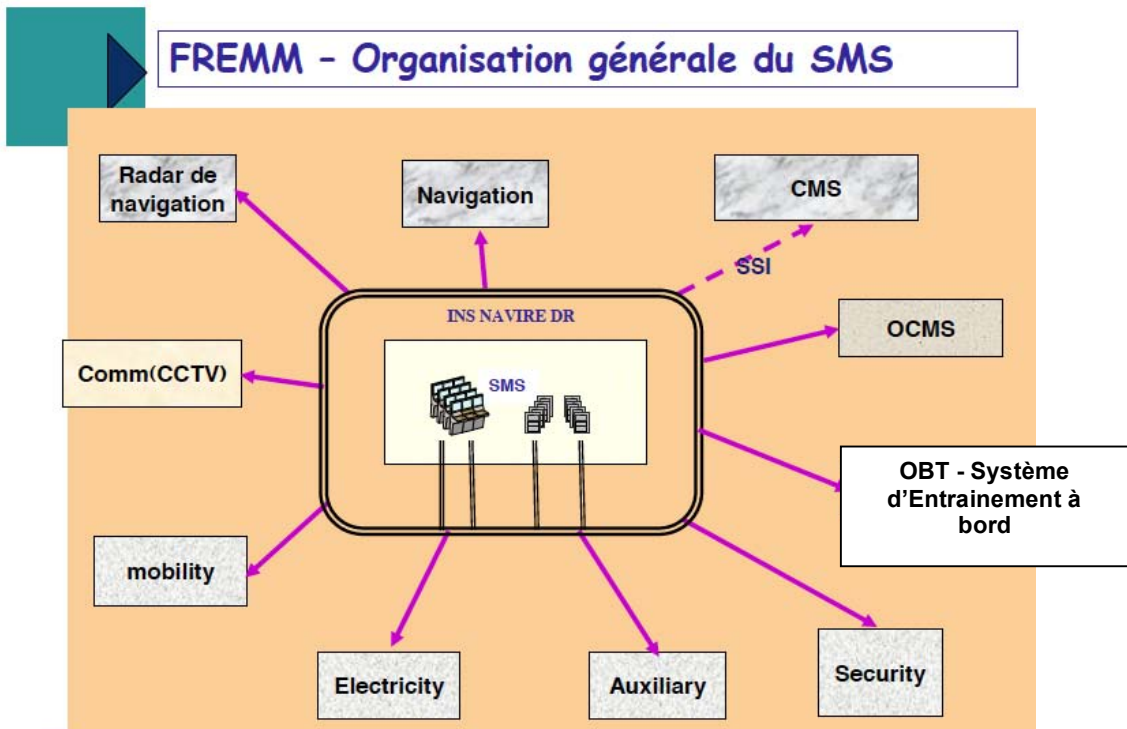 FREMM - Organisation générale du SMS
Radar de
navigation
Navigation
CMS
SSI
INS NAVIRE DR
OCMS
Comm(CCTV)
SMS
OBT - Système
d'Entrainement à
bord
mobility
Electricity
Auxiliary
Security